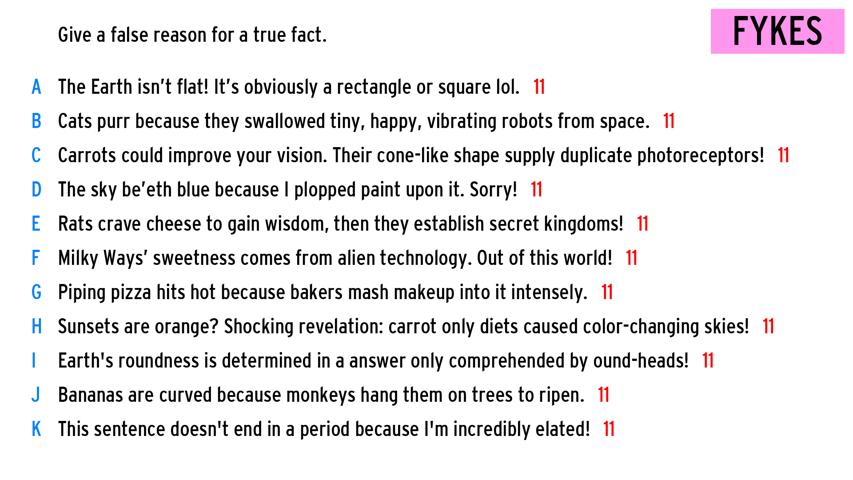 Give a false reason for a true fact.
FYKES
A The Earth isn't flat! It's obviously a rectangle or square lol. 11
B Cats purr because they swallowed tiny, happy, vibrating robots from space. 11
C Carrots could improve your vision. Their cone-like shape supply duplicate photoreceptors! 11
D The sky be'eth blue because I plopped paint upon it. Sorry! 11
E Rats crave cheese to gain wisdom, then they establish secret kingdoms! 11
F Milky Ways' sweetness comes from alien technology. Out of this world! 11
G Piping pizza hits hot because bakers mash makeup into it intensely. 11
H Sunsets are orange? Shocking revelation: carrot only diets caused color-changing skies! 11
I Earth's roundness is determined in a answer only comprehended by ound-heads! 11
J Bananas are curved because monkeys hang them on trees to ripen. 11
K This sentence doesn't end in a period because I'm incredibly elated! 11